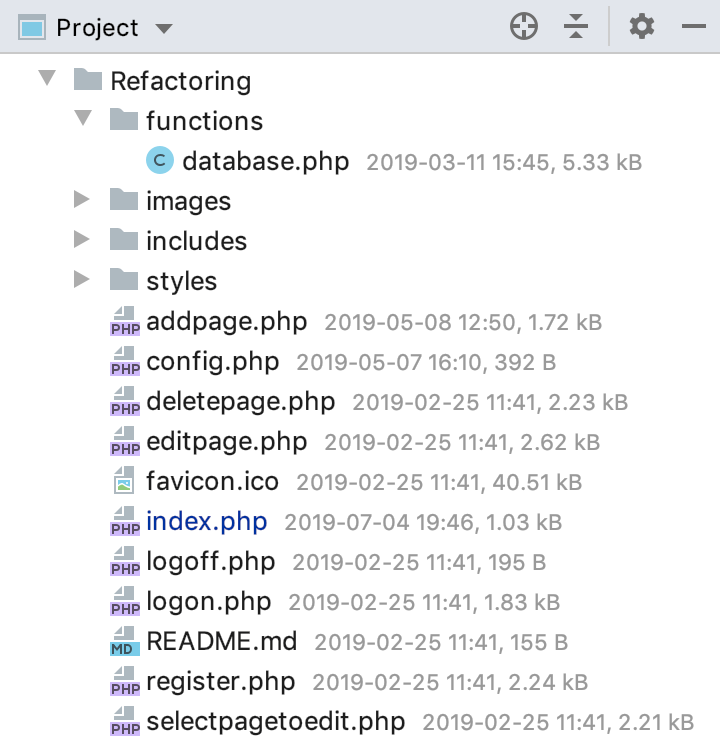 Project
Refactoring
functions
C database.php 2019-03-11 15:45, 5.33 kB
images
includes
styles
PHP addpage.php 2019-05-08 12:50, 1.72 kB
PHP config.php 2019-05-07 16:10, 392 B
PHP deletepage.php 2019-02-25 11:41, 2.23 kB
PHP editpage.php 2019-02-25 11:41, 2.62 kB
favicon.ico 2019-02-25 11:41, 40.51 kB
PHP index.php 2019-07-04 19:46, 1.03 kB
PHP logoff.php 2019-02-25 11:41, 195 B
PHP logon.php 2019-02-25 11:41, 1.83 kB
MD README.md 2019-02-25 11:41, 155 B
PHP register.php 2019-02-25 11:41, 2.24 kB
PHP selectpagetoedit.php 2019-02-25 11:41, 2.21 kB